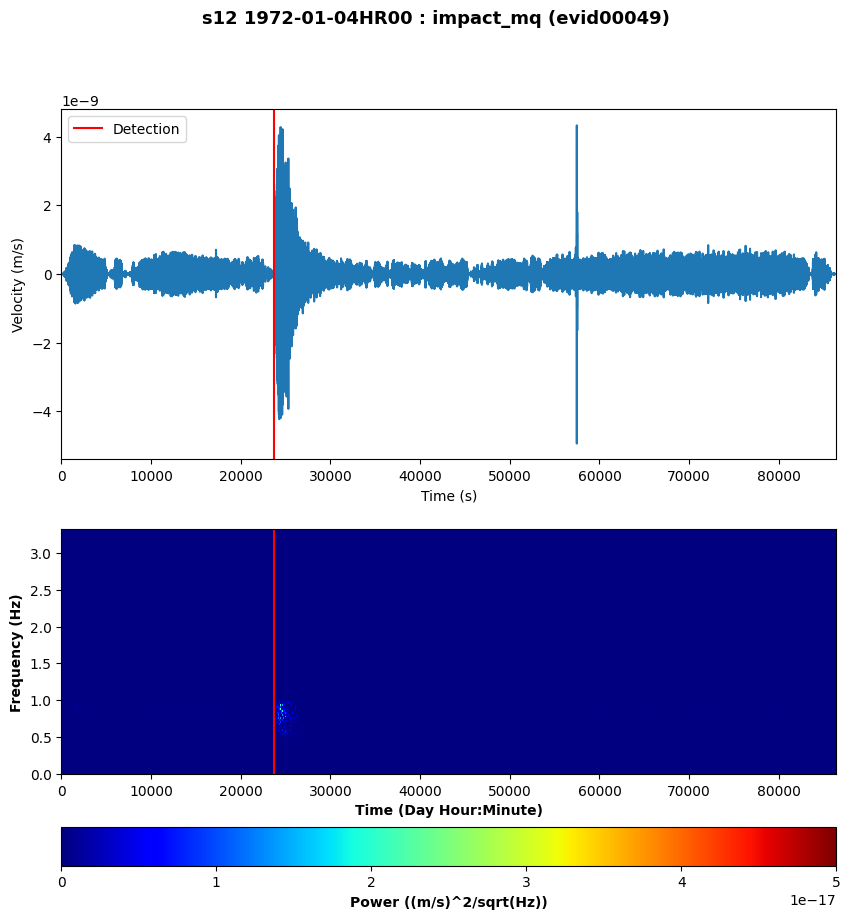 s12 1972-01-04HR00 : impact_mq (evid00049)
1e−9
Detection
4
2
0
−2
−4
Velocity (m/s)
0 10000 20000 30000 40000 50000 60000 70000 80000
Time (s)
3.0
2.5
2.0
1.5
1.0
0.5
0.0
Frequency (Hz)
0 10000 20000 30000 40000 50000 60000 70000 80000
Time (Day Hour:Minute)
0 1 2 3 4 5
1e−17
Power ((m/s)^2/sqrt(Hz))